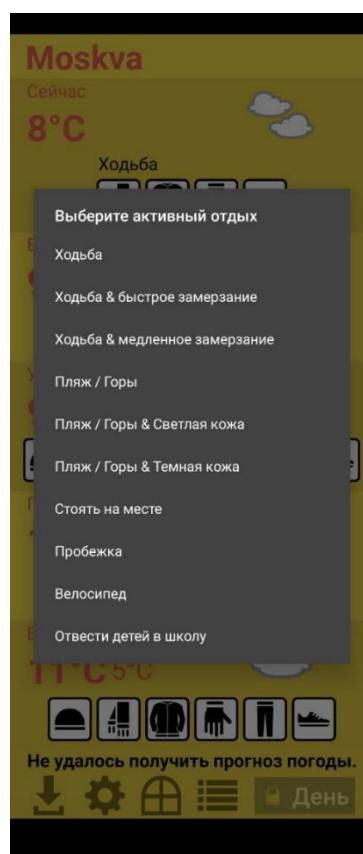 Moskva
Сейчас
8°C
Ходьба
Выберите активный отдых
Ходьба
Ходьба & быстрое замерзание
Ходьба & медленное замерзание
Пляж / Горы
Пляж / Горы & Светлая кожа
Пляж / Горы & Темная кожа
Стоять на месте
Пробежка
Велосипед
Отвести детей в школу
11°C 5°C
Не удалось получить прогноз погоды.
День